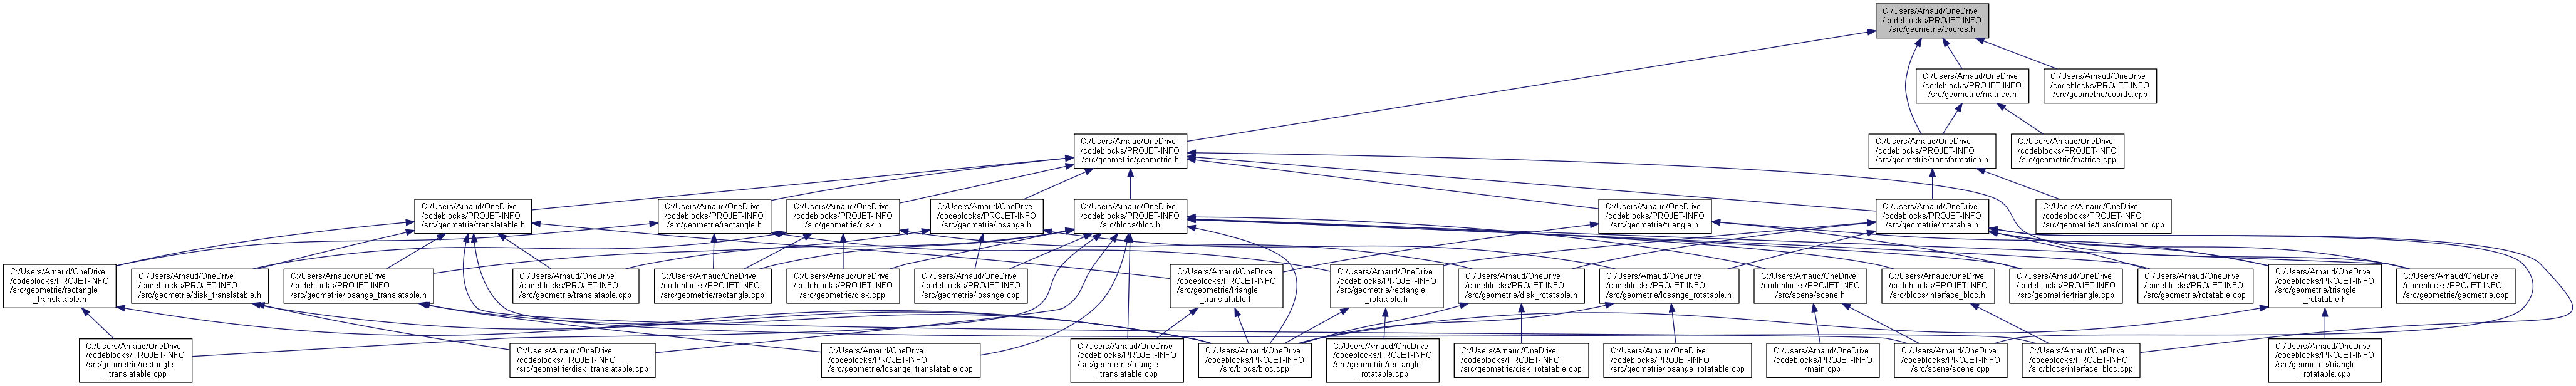 C:/Users/Arnaud/OneDrive
/codeblocks/PROJET-INFO
/src/geometrie/coords.h
C:/Users/Arnaud/OneDrive
/codeblocks/PROJET-INFO
/src/geometrie/matrice.h
C:/Users/Arnaud/OneDrive
/codeblocks/PROJET-INFO
/src/geometrie/coords.cpp
C:/Users/Arnaud/OneDrive
/codeblocks/PROJET-INFO
/src/geometrie/geometrie.h
C:/Users/Arnaud/OneDrive
/codeblocks/PROJET-INFO
/src/geometrie/transformation.h
C:/Users/Arnaud/OneDrive
/codeblocks/PROJET-INFO
/src/geometrie/matrice.cpp
C:/Users/Arnaud/OneDrive
/codeblocks/PROJET-INFO
/src/geometrie/translatable.h
C:/Users/Arnaud/OneDrive
/codeblocks/PROJET-INFO
/src/geometrie/rectangle.h
C:/Users/Arnaud/OneDrive
/codeblocks/PROJET-INFO
/src/geometrie/disk.h
C:/Users/Arnaud/OneDrive
/codeblocks/PROJET-INFO
/src/geometrie/losange.h
C:/Users/Arnaud/OneDrive
/codeblocks/PROJET-INFO
/src/blocs/bloc.h
C:/Users/Arnaud/OneDrive
/codeblocks/PROJET-INFO
/src/geometrie/triangle.h
C:/Users/Arnaud/OneDrive
/codeblocks/PROJET-INFO
/src/geometrie/rotatable.h
C:/Users/Arnaud/OneDrive
/codeblocks/PROJET-INFO
/src/geometrie/transformation.cpp
C:/Users/Arnaud/OneDrive
/codeblocks/PROJET-INFO
/src/geometrie/rectangle
_translatable.h
C:/Users/Arnaud/OneDrive
/codeblocks/PROJET-INFO
/src/geometrie/disk_translatable.h
C:/Users/Arnaud/OneDrive
/codeblocks/PROJET-INFO
/src/geometrie/losange_translatable.h
C:/Users/Arnaud/OneDrive
/codeblocks/PROJET-INFO
/src/geometrie/translatable.cpp
C:/Users/Arnaud/OneDrive
/codeblocks/PROJET-INFO
/src/geometrie/rectangle.cpp
C:/Users/Arnaud/OneDrive
/codeblocks/PROJET-INFO
/src/geometrie/disk.cpp
C:/Users/Arnaud/OneDrive
/codeblocks/PROJET-INFO
/src/geometrie/losange.cpp
C:/Users/Arnaud/OneDrive
/codeblocks/PROJET-INFO
/src/geometrie/triangle
_translatable.h
C:/Users/Arnaud/OneDrive
/codeblocks/PROJET-INFO
/src/geometrie/rectangle
_rotatable.h
C:/Users/Arnaud/OneDrive
/codeblocks/PROJET-INFO
/src/geometrie/disk_rotatable.h
C:/Users/Arnaud/OneDrive
/codeblocks/PROJET-INFO
/src/geometrie/losange_rotatable.h
C:/Users/Arnaud/OneDrive
/codeblocks/PROJET-INFO
/src/scene/scene.h
C:/Users/Arnaud/OneDrive
/codeblocks/PROJET-INFO
/src/blocs/interface_bloc.h
C:/Users/Arnaud/OneDrive
/codeblocks/PROJET-INFO
/src/geometrie/triangle.cpp
C:/Users/Arnaud/OneDrive
/codeblocks/PROJET-INFO
/src/geometrie/rotatable.cpp
C:/Users/Arnaud/OneDrive
/codeblocks/PROJET-INFO
/src/geometrie/triangle
_rotatable.h
C:/Users/Arnaud/OneDrive
/codeblocks/PROJET-INFO
/src/geometrie/geometrie.cpp
C:/Users/Arnaud/OneDrive
/codeblocks/PROJET-INFO
/src/geometrie/rectangle
_translatable.cpp
C:/Users/Arnaud/OneDrive
/codeblocks/PROJET-INFO
/src/geometrie/disk_translatable.cpp
C:/Users/Arnaud/OneDrive
/codeblocks/PROJET-INFO
/src/geometrie/losange_translatable.cpp
C:/Users/Arnaud/OneDrive
/codeblocks/PROJET-INFO
/src/geometrie/triangle
_translatable.cpp
C:/Users/Arnaud/OneDrive
/codeblocks/PROJET-INFO
/src/blocs/bloc.cpp
C:/Users/Arnaud/OneDrive
/codeblocks/PROJET-INFO
/src/geometrie/rectangle
_rotatable.cpp
C:/Users/Arnaud/OneDrive
/codeblocks/PROJET-INFO
/src/geometrie/disk_rotatable.cpp
C:/Users/Arnaud/OneDrive
/codeblocks/PROJET-INFO
/src/geometrie/losange_rotatable.cpp
C:/Users/Arnaud/OneDrive
/codeblocks/PROJET-INFO
/main.cpp
C:/Users/Arnaud/OneDrive
/codeblocks/PROJET-INFO
/src/scene/scene.cpp
C:/Users/Arnaud/OneDrive
/codeblocks/PROJET-INFO
/src/blocs/interface_bloc.cpp
C:/Users/Arnaud/OneDrive
/codeblocks/PROJET-INFO
/src/geometrie/triangle
_rotatable.cpp